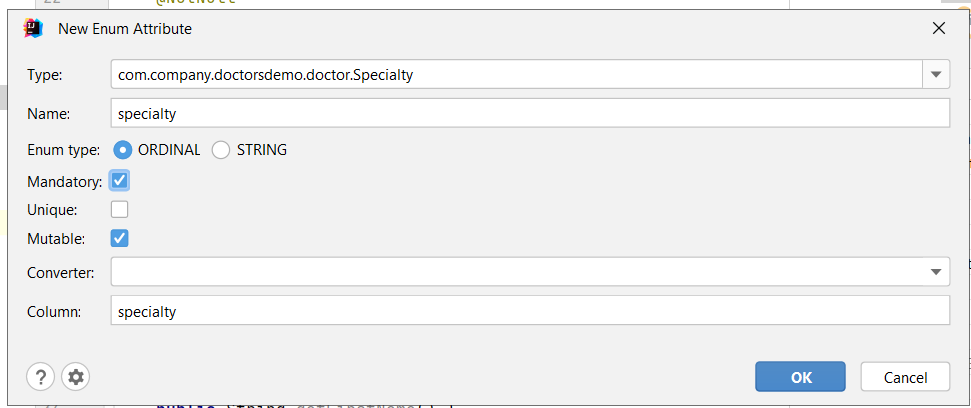 New Enum Attribute
Type: com.company.doctorsdemo.doctor.Specialty
Name: specialty
Enum type: ORDINAL STRING
Mandatory:
Unique:
Mutable:
Converter:
Column: specialty
? OK Cancel